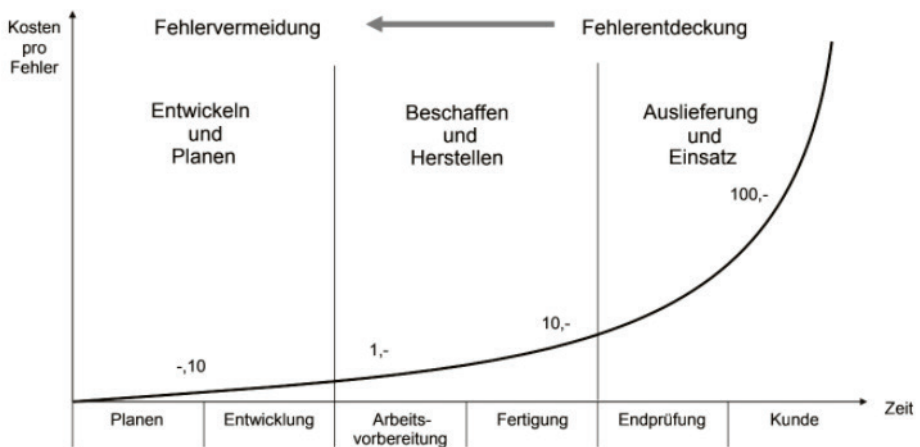 Kosten
pro
Fehler
Fehlervermeidung
Fehlerentdeckung
Entwickeln
und
Planen
Beschaffen
und
Herstellen
Auslieferung
und
Einsatz
-,10
1,-
10,-
100,-
Planen
Entwicklung
Arbeits-
vorbereitung
Fertigung
Endprüfung
Kunde
Zeit